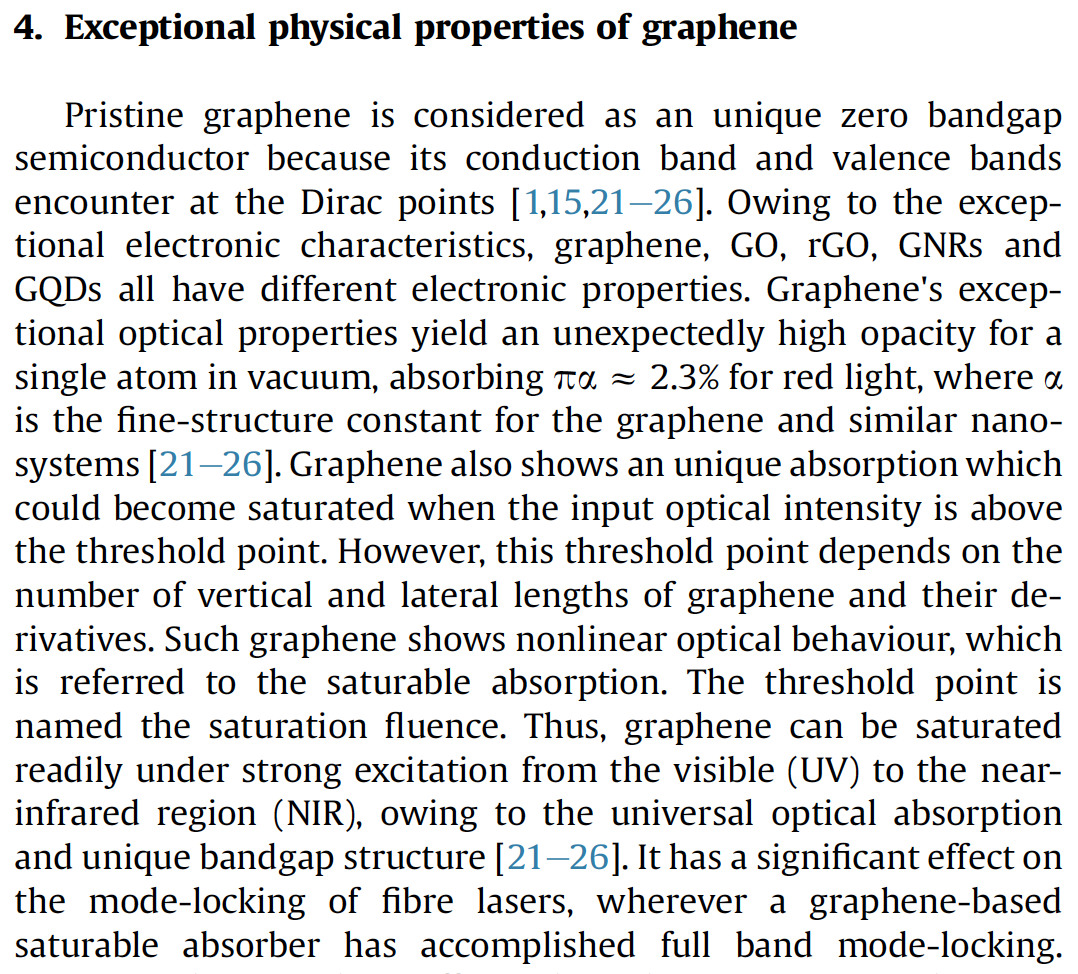 4. Exceptional physical properties of graphene
Pristine graphene is considered as an unique zero bandgap
semiconductor because its conduction band and valence bands
encounter at the Dirac points [1,15,21–26]. Owing to the excep-
tional electronic characteristics, graphene, GO, rGO, GNRs and
GQDs all have different electronic properties. Graphene's excep-
tional optical properties yield an unexpectedly high opacity for a
single atom in vacuum, absorbing πα ≈ 2.3% for red light, where α
is the fine-structure constant for the graphene and similar nano-
systems [21–26]. Graphene also shows an unique absorption which
could become saturated when the input optical intensity is above
the threshold point. However, this threshold point depends on the
number of vertical and lateral lengths of graphene and their de-
rivatives. Such graphene shows nonlinear optical behaviour, which
is referred to the saturable absorption. The threshold point is
named the saturation fluence. Thus, graphene can be saturated
readily under strong excitation from the visible (UV) to the near-
infrared region (NIR), owing to the universal optical absorption
and unique bandgap structure [21–26]. It has a significant effect on
the mode-locking of fibre lasers, wherever a graphene-based
saturable absorber has accomplished full band mode-locking.